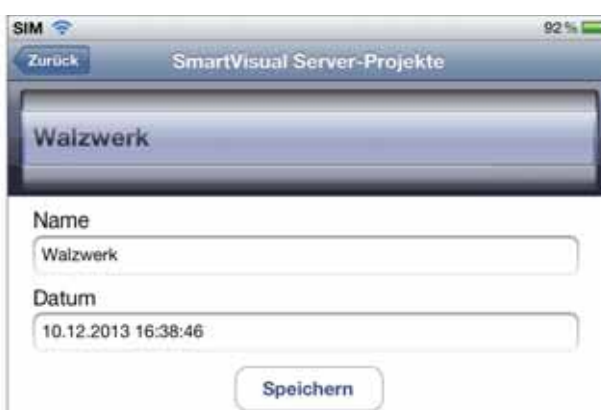 SIM 92 %
Zurück SmartVisual Server-Projekte
Walzwerk
Name
Walzwerk
Datum
10.12.2013 16:38:46
Speichern